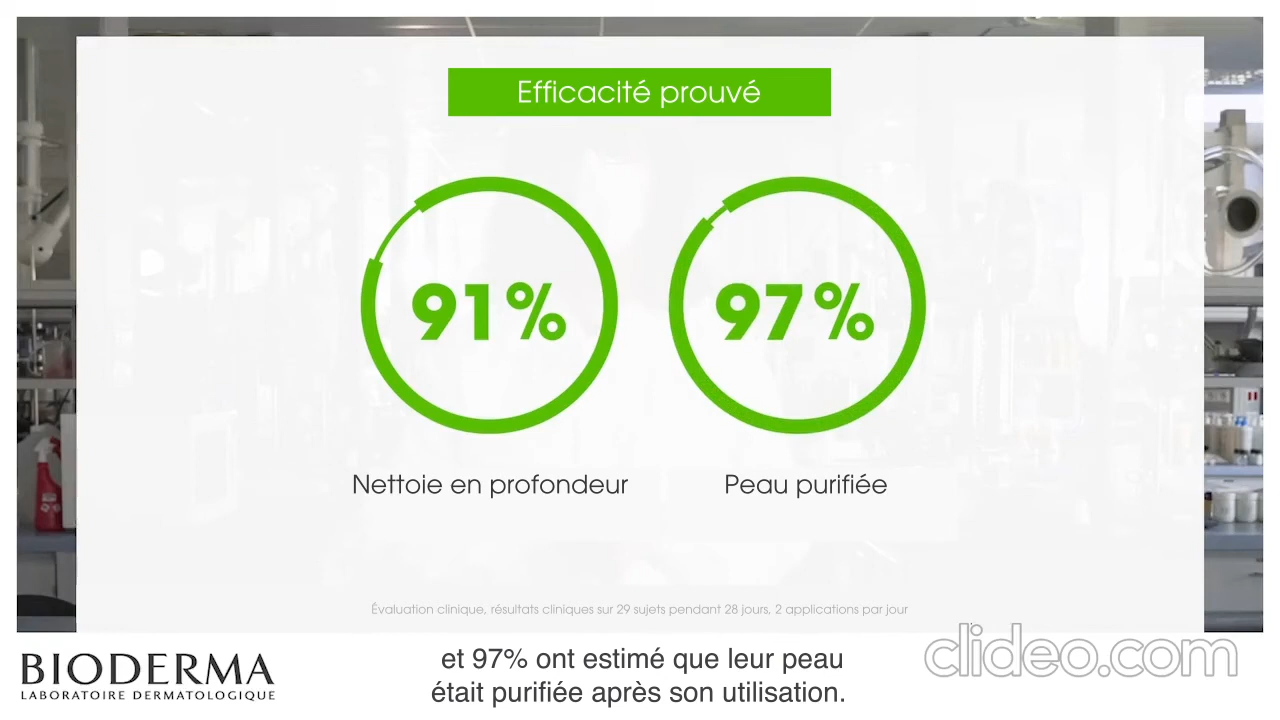 Efficacité prouvé
91%
97%
Nettoie en profondeur
Peau purifiée
Évaluation clinique, résultats cliniques sur 29 sujets pendant 28 jours, 2 applications par jour
BIODERMA
LABORATOIRE DERMATOLOGIQUE
et 97% ont estimé que leur peau
était purifiée après son utilisation.
clideo.com